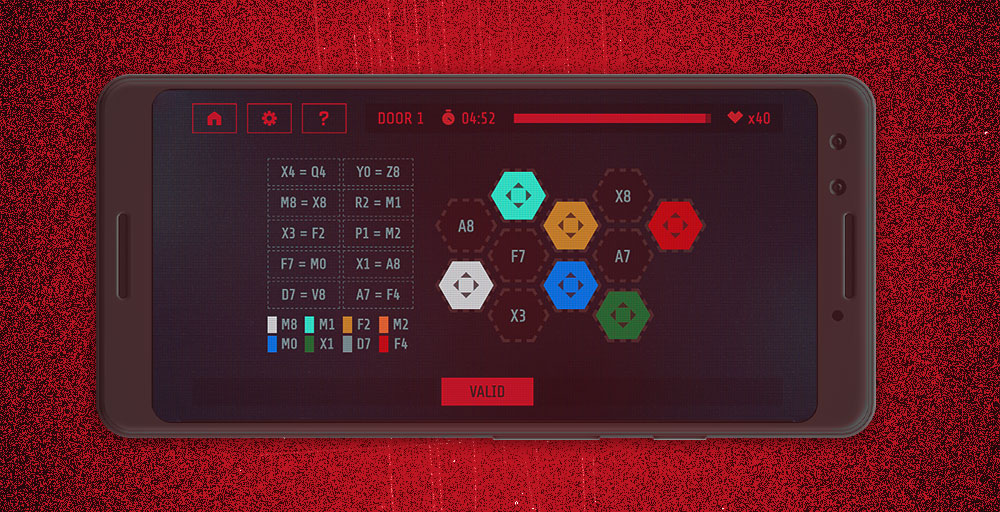 ? DOOR 1 04:52 x40
X4 = Q4 Y0 = Z8
M8 = X8 R2 = M1
X3 = F2 P1 = M2
F7 = M0 X1 = A8
D7 = V8 A7 = F4
M8 M1 F2 M2
M0 X1 D7 F4
X8
A8
F7 A7
X3
VALID